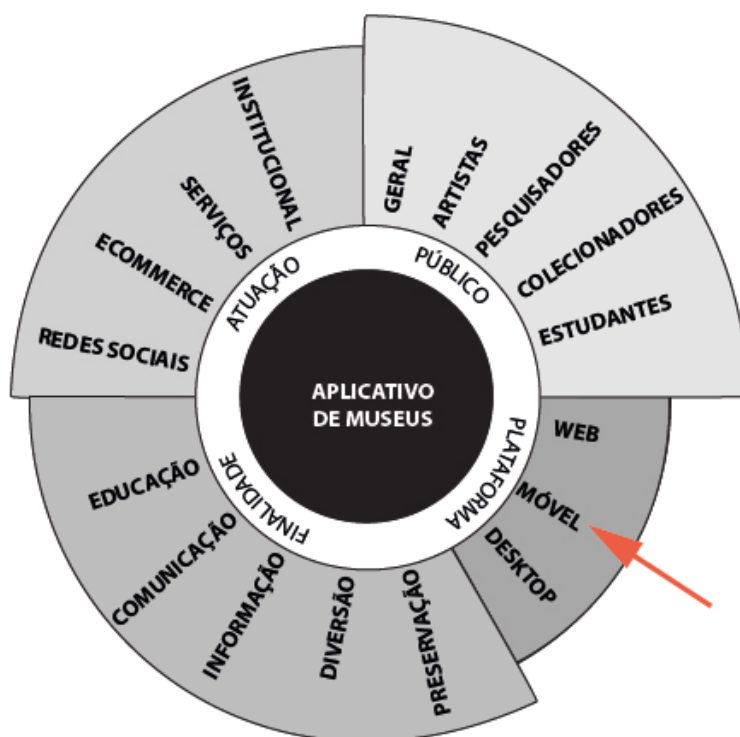 INSTITUCIONAL
SERVIÇOS
ECOMMERCE
REDES SOCIAIS
ATUAÇÃO
GERAL
ARTISTAS
PESQUISADORES
COLECIONADORES
ESTUDANTES
PÚBLICO
APLICATIVO
DE MUSEUS
WEB
MÓVEL
DESKTOP
PLATAFORMA
EDUCAÇÃO
COMUNICAÇÃO
INFORMAÇÃO
DIVERSÃO
PRESERVAÇÃO
FINALIDADE